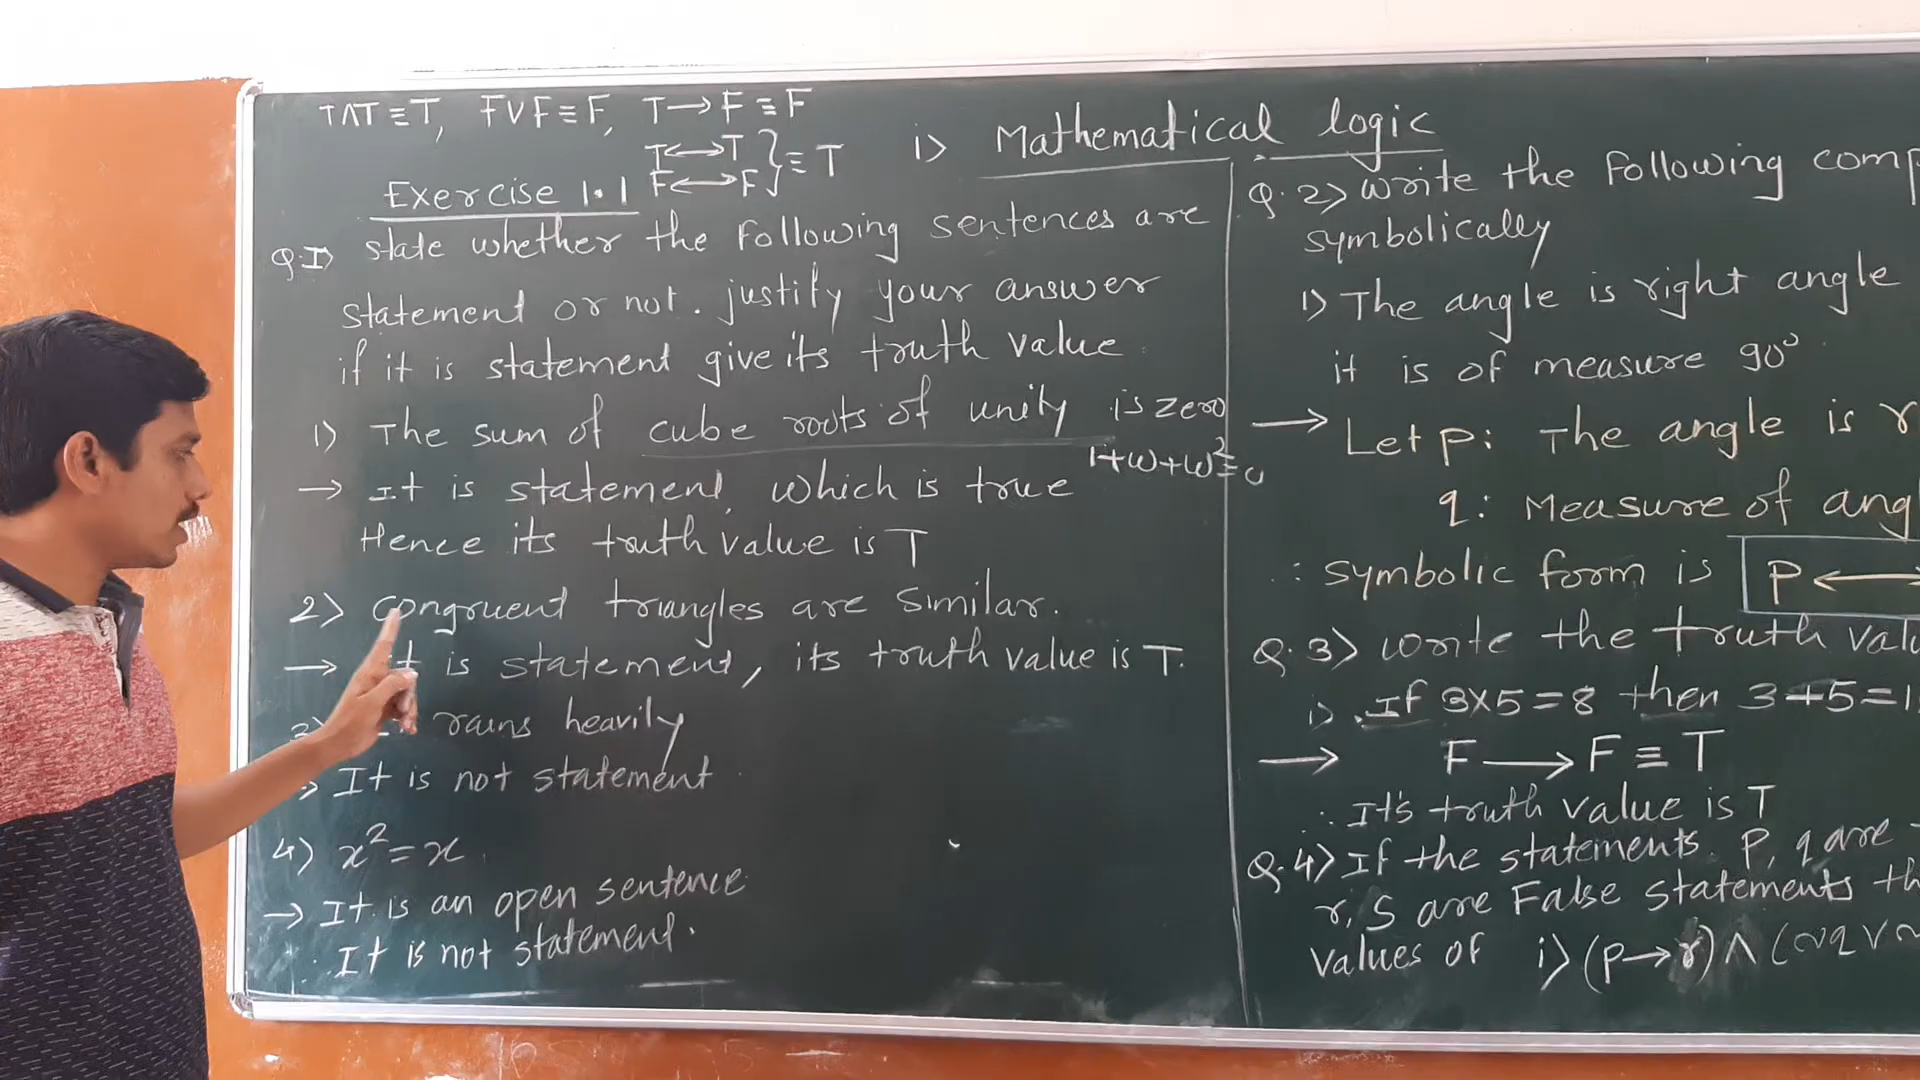 T∧T≡T, F∨F≡F, T→F≡F
T↔T
F↔F } ≡ T
i) Mathematical logic
Exercise 1.1
Q.I) state whether the following sentences are
statement or not. justify your answer
if it is statement give its truth value.
1) The sum of cube roots of unity is zero
1+ω+ω²=0
→ It is statement, which is true
Hence its truth value is T
2) Congruent triangles are similar.
→ It is statement, its truth value is T.
3) rains heavily
→ It is not statement
4) x²=x
→ It is an open sentence
∴ It is not statement.
Q.2) Write the following comp
symbolically
1) The angle is right angle
it is of measure 90°
→ Let p: The angle is r
q: Measure of ang
∴ symbolic form is p ←
Q.3) Write the truth valu
i) If 3×5=8 then 3+5=1
→ F→F≡T
∴ It's truth value is T
Q.4) If the statements p, q are
r, s are False statements th
values of i) (p→r)∧(~q∨~